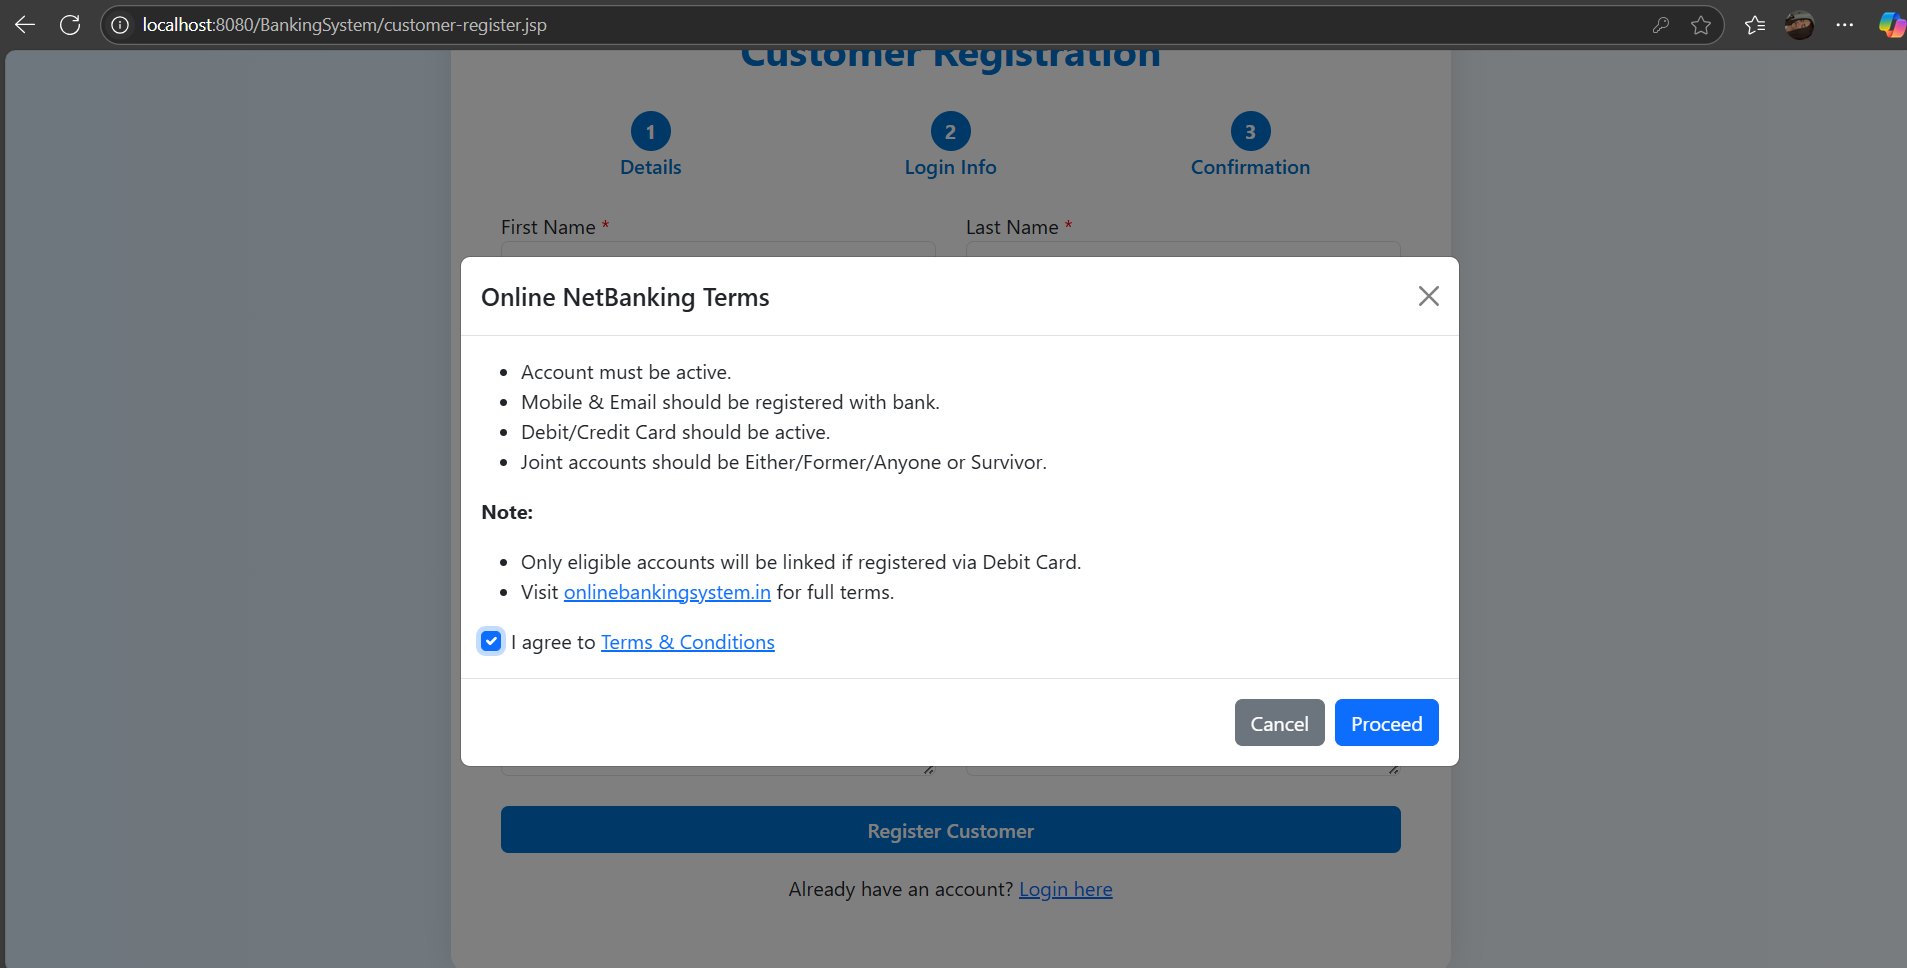 localhost:8080/BankingSystem/customer-register.jsp
Customer Registration
1
2
3
Details
Login Info
Confirmation
First Name *
Last Name *
Online NetBanking Terms
Account must be active.
Mobile & Email should be registered with bank.
Debit/Credit Card should be active.
Joint accounts should be Either/Former/Anyone or Survivor.
Note:
Only eligible accounts will be linked if registered via Debit Card.
Visit onlinebankingsystem.in for full terms.
I agree to Terms & Conditions
Cancel
Proceed
Register Customer
Already have an account? Login here